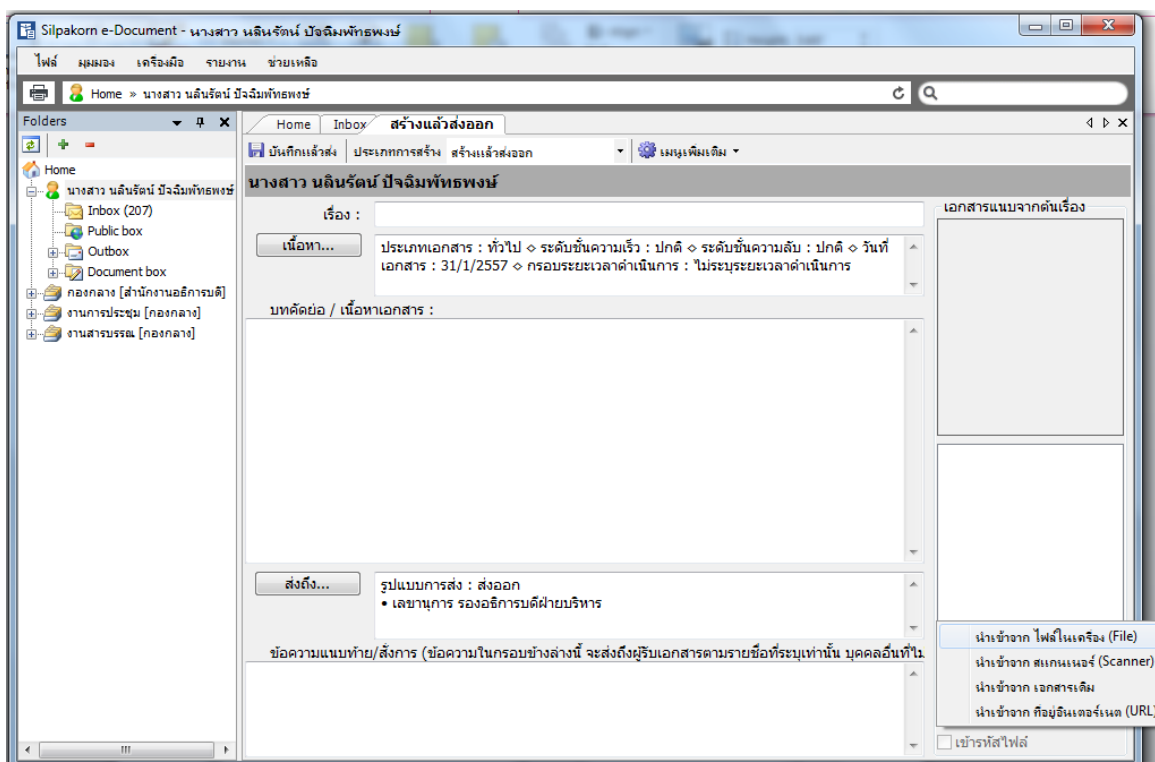 Silpakorn e-Document - นางสาว นลินรัตน์ ปัจฉิมพัทธพงษ์
ไฟล์ มุมมอง เครื่องมือ รายงาน ช่วยเหลือ
Home » นางสาว นลินรัตน์ ปัจฉิมพัทธพงษ์
Folders
Home
นางสาว นลินรัตน์ ปัจฉิมพัทธพงษ์
Inbox (207)
Public box
Outbox
Document box
กองกลาง [สำนักงานอธิการบดี]
งานการประชุม [กองกลาง]
งานสารบรรณ [กองกลาง]
Home Inbox สร้างแล้วส่งออก
บันทึกแล้วส่ง ประเภทการสร้าง สร้างแล้วส่งออก เมนูเพิ่มเติม
นางสาว นลินรัตน์ ปัจฉิมพัทธพงษ์
เรื่อง :
เนื้อหา...
ประเภทเอกสาร : ทั่วไป ◇ ระดับชั้นความเร็ว : ปกติ ◇ ระดับชั้นความลับ : ปกติ ◇ วันที่
เอกสาร : 31/1/2557 ◇ กรอบระยะเวลาดำเนินการ : ไม่ระบุระยะเวลาดำเนินการ
บทคัดย่อ / เนื้อหาเอกสาร :
ส่งถึง...
รูปแบบการส่ง : ส่งออก
• เลขานุการ รองอธิการบดีฝ่ายบริหาร
ข้อความแนบท้าย/สั่งการ (ข้อความในกรอบข้างล่างนี้ จะส่งถึงผู้รับเอกสารตามรายชื่อที่ระบุเท่านั้น บุคคลอื่นที่ไม
เอกสารแนบจากต้นเรื่อง
นำเข้าจาก ไฟล์ในเครื่อง (File)
นำเข้าจาก สแกนเนอร์ (Scanner)
นำเข้าจาก เอกสารเดิม
นำเข้าจาก ที่อยู่อินเตอร์เนต (URL)
เข้ารหัสไฟล์